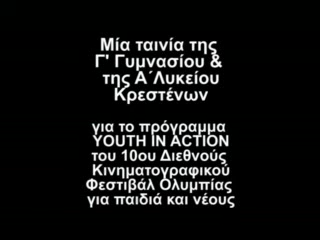 Μία ταινία της
Γ' Γυμνασίου &
της Α΄Λυκείου
Κρεστένων
για το πρόγραμμα
YOUTH IN ACTION
του 10ου Διεθνούς
Κινηματογραφικού
Φεστιβάλ Ολυμπίας
για παιδιά και νέους